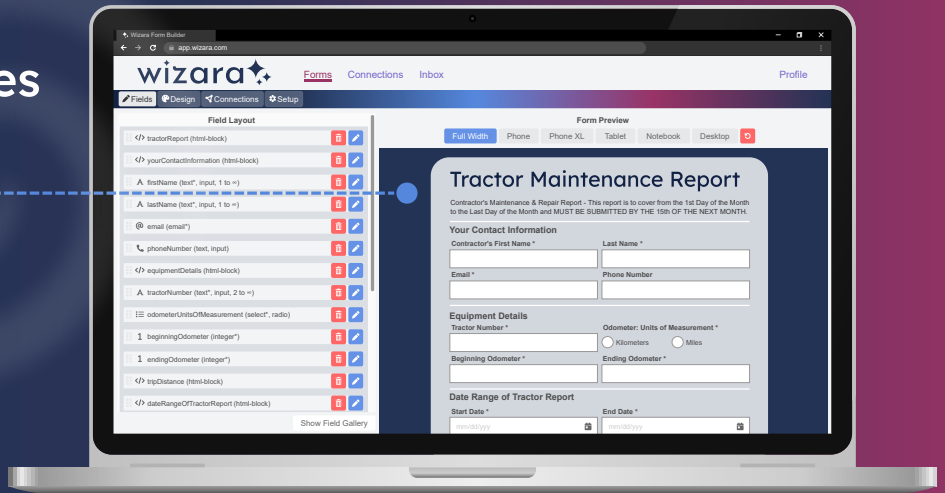 es
Wizara Form Builder
app.wizara.com
wizara
Forms Connections Inbox Profile
Fields Design Connections Setup
Field Layout
</> tractorReport (html-block)
</> yourContactInformation (html-block)
A firstName (text*, input, 1 to ∞)
A lastName (text*, input, 1 to ∞)
@ email (email*)
phoneNumber (text, input)
</> equipmentDetails (html-block)
A tractorNumber (text*, input, 2 to ∞)
odometerUnitsOfMeasurement (select*, radio)
1 beginningOdometer (integer*)
1 endingOdometer (integer*)
</> tripDistance (html-block)
</> dateRangeOfTractorReport (html-block)
Show Field Gallery
Form Preview
Full Width Phone Phone XL Tablet Notebook Desktop
Tractor Maintenance Report
Contractor's Maintenance & Repair Report - This report is to cover from the 1st Day of the Month
to the Last Day of the Month and MUST BE SUBMITTED BY THE 15th OF THE NEXT MONTH.
Your Contact Information
Contractor's First Name * Last Name *
Email * Phone Number
Equipment Details
Tractor Number * Odometer: Units of Measurement *
Kilometers Miles
Beginning Odometer * Ending Odometer *
Date Range of Tractor Report
Start Date * End Date *
mm/dd/yyy mm/dd/yyy